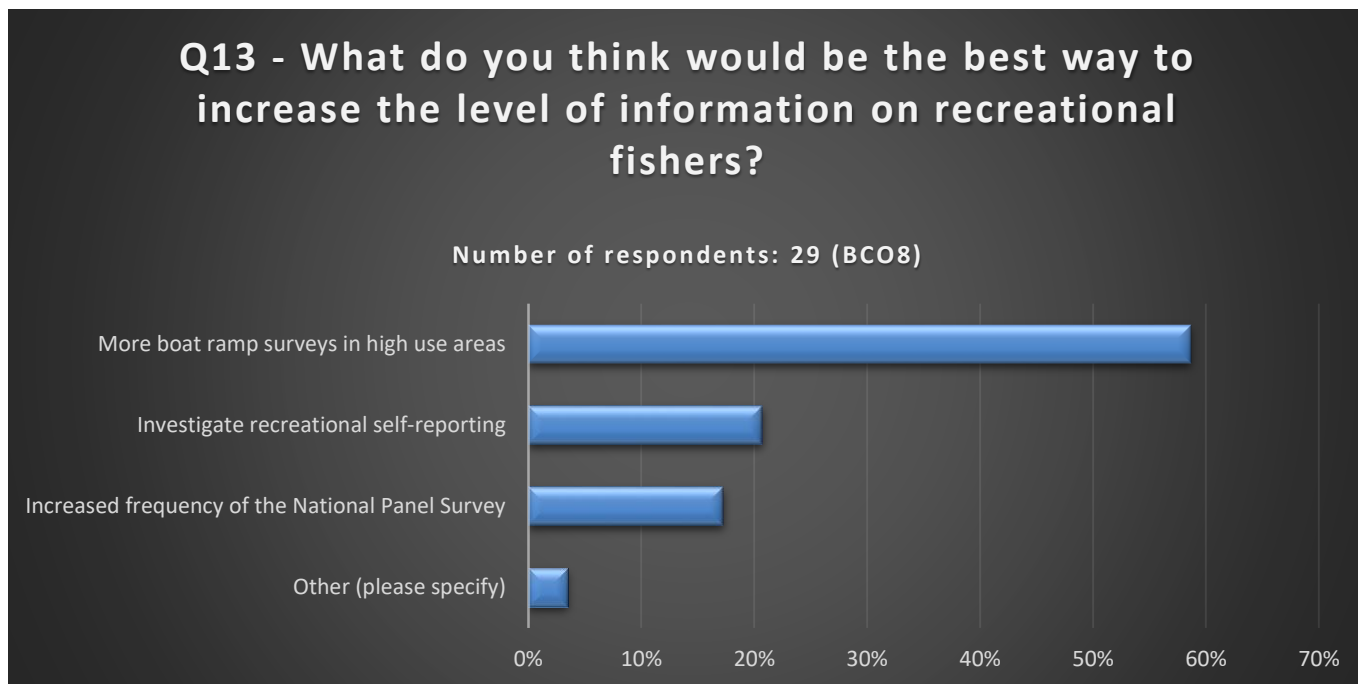 Q13 - What do you think would be the best way to
increase the level of information on recreational
fishers?
Number of respondents: 29 (BCO8)
More boat ramp surveys in high use areas
Investigate recreational self-reporting
Increased frequency of the National Panel Survey
Other (please specify)
0% 10% 20% 30% 40% 50% 60% 70%